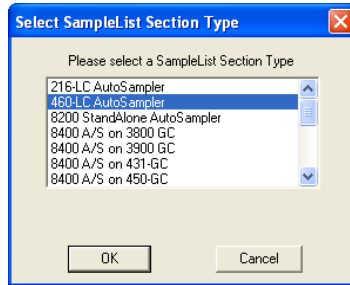 Select SampleList Section Type
Please select a SampleList Section Type
216-LC AutoSampler
460-LC AutoSampler
8200 StandAlone AutoSampler
8400 A/S on 3800 GC
8400 A/S on 3900 GC
8400 A/S on 431-GC
8400 A/S on 450-GC
OK
Cancel